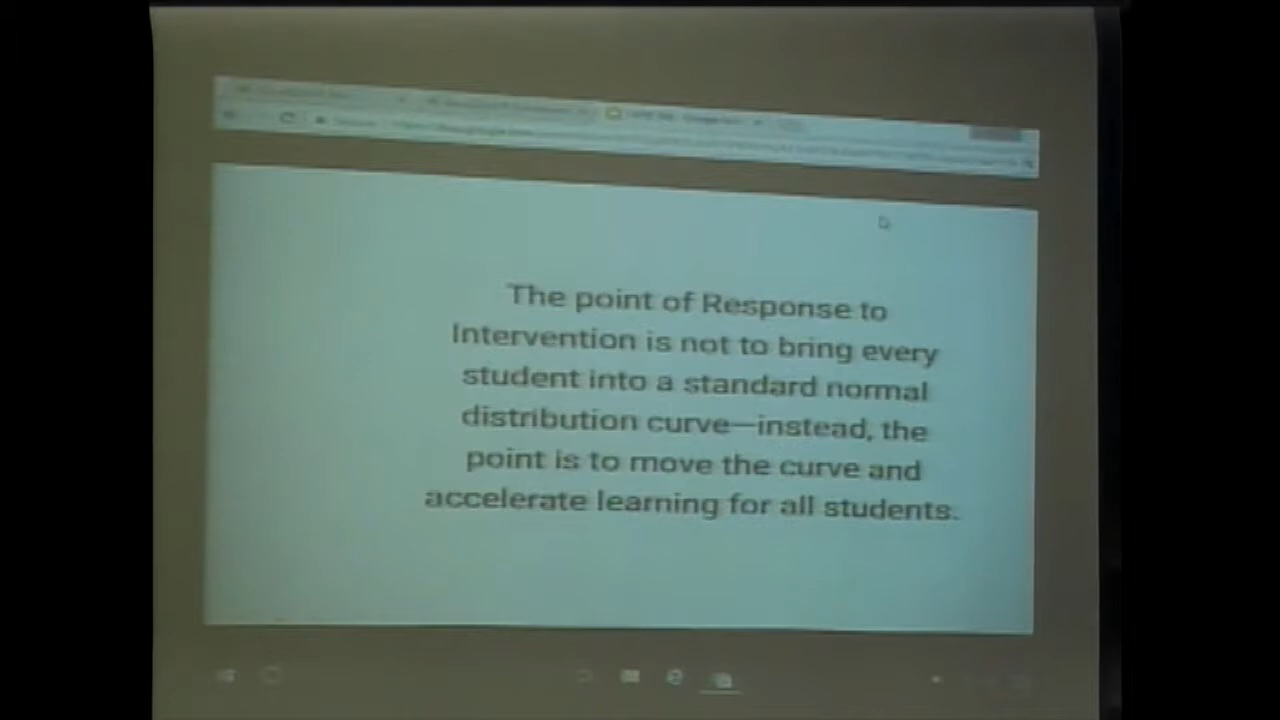 The point of Response to
Intervention is not to bring every
student into a standard normal
distribution curve—instead, the
point is to move the curve and
accelerate learning for all students.